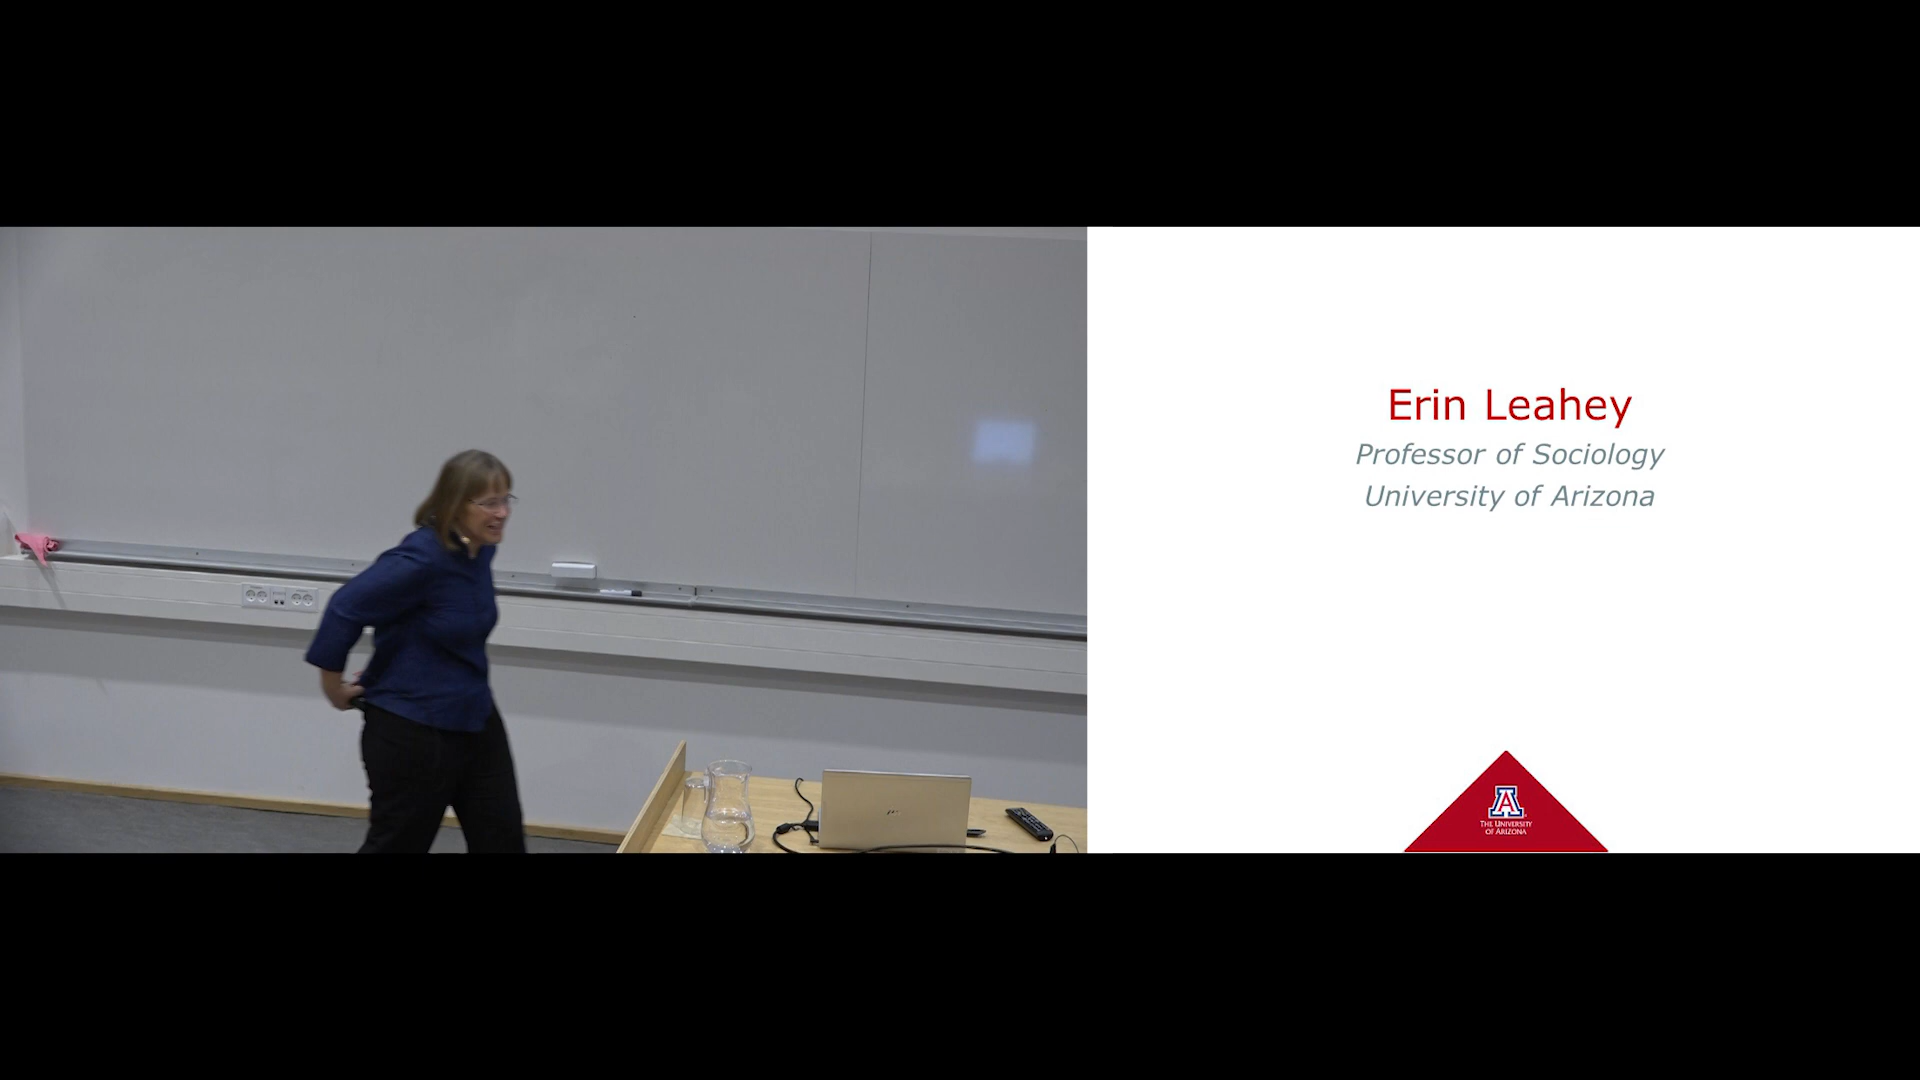 Erin Leahey
Professor of Sociology
University of Arizona
A
THE UNIVERSITY
OF ARIZONA